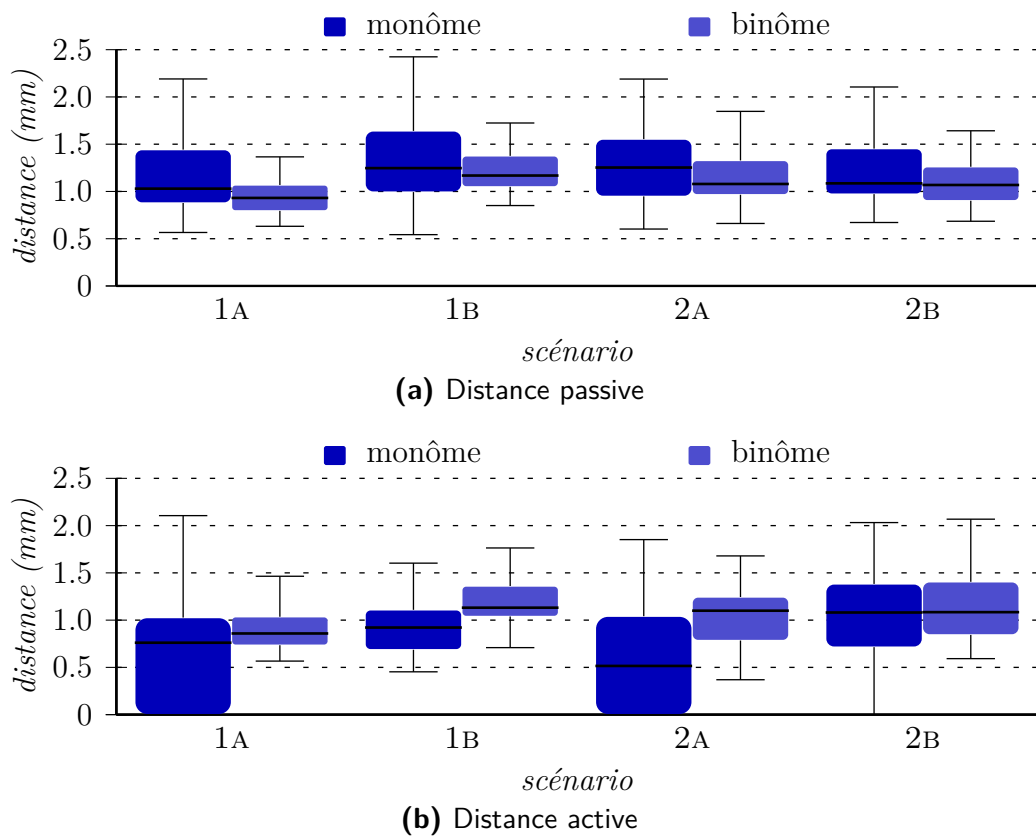 monôme binôme
distance (mm)
2.5
2.0
1.5
1.0
0.5
0
1A 1B 2A 2B
scénario
(a) Distance passive
monôme binôme
distance (mm)
2.5
2.0
1.5
1.0
0.5
0
1A 1B 2A 2B
scénario
(b) Distance active